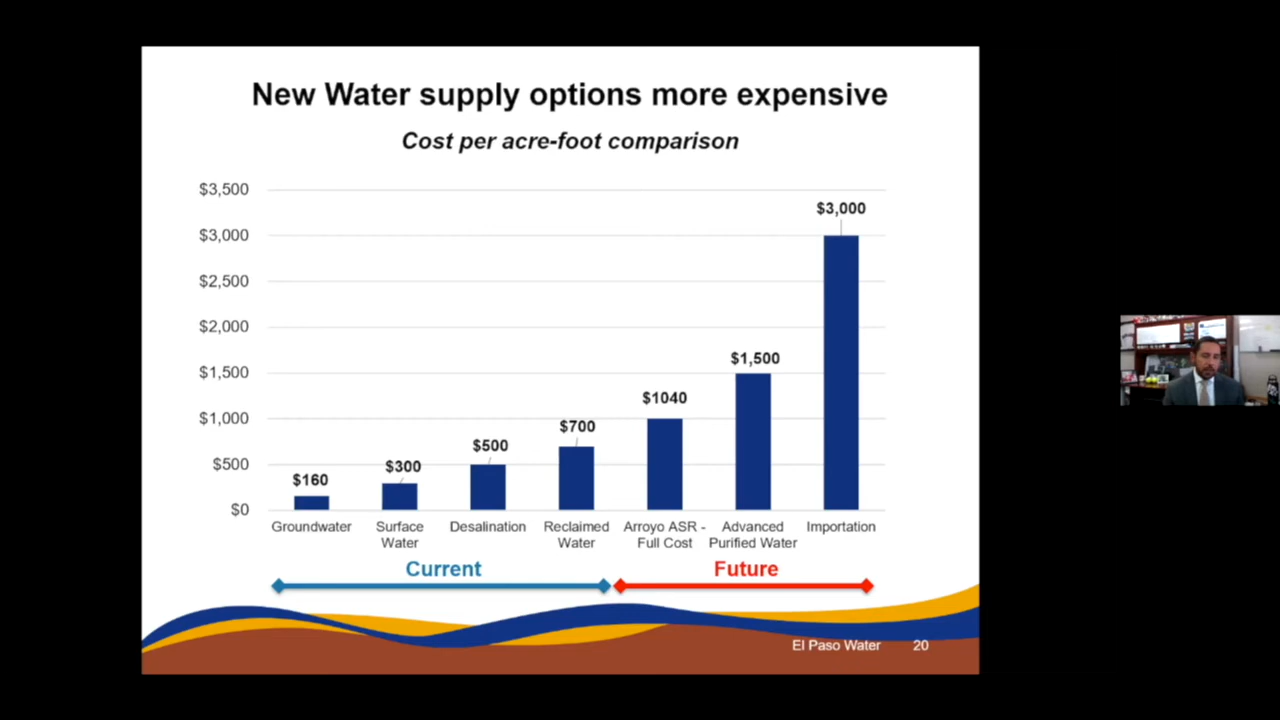 New Water supply options more expensive
Cost per acre-foot comparison
$3,500
$3,000
$2,500
$2,000
$1,500
$1,000
$500
$0
$160
$300
$500
$700
$1040
$1,500
$3,000
Groundwater
Surface
Water
Desalination
Reclaimed
Water
Arroyo ASR -
Full Cost
Advanced
Purified Water
Importation
Current
Future
El Paso Water
20